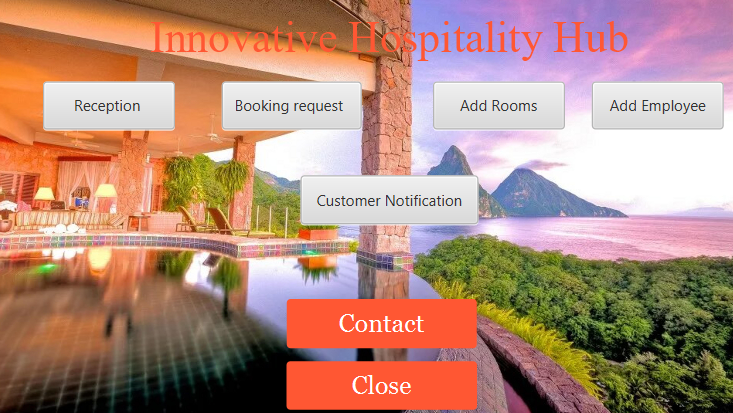 Innovative Hospitality Hub
Reception
Booking request
Add Rooms
Add Employee
Customer Notification
Contact
Close